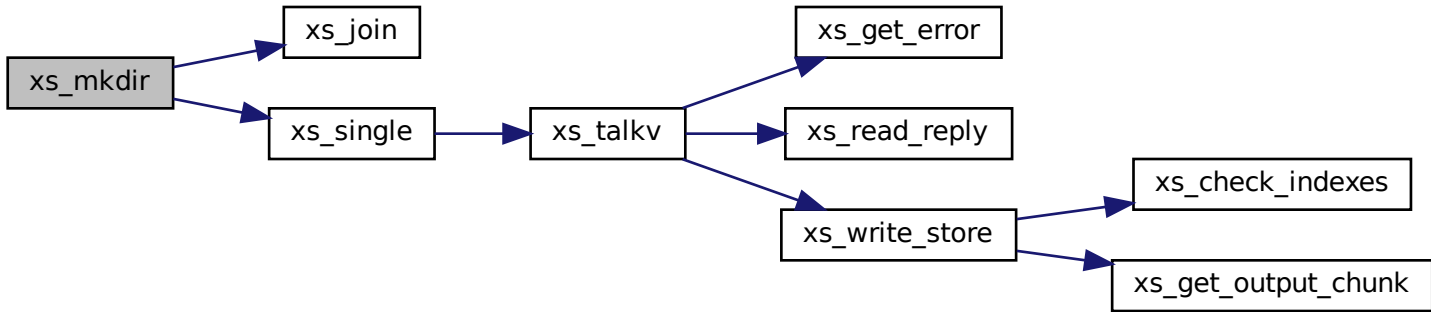 xs_mkdir
xs_join
xs_single
xs_talkv
xs_get_error
xs_read_reply
xs_write_store
xs_check_indexes
xs_get_output_chunk